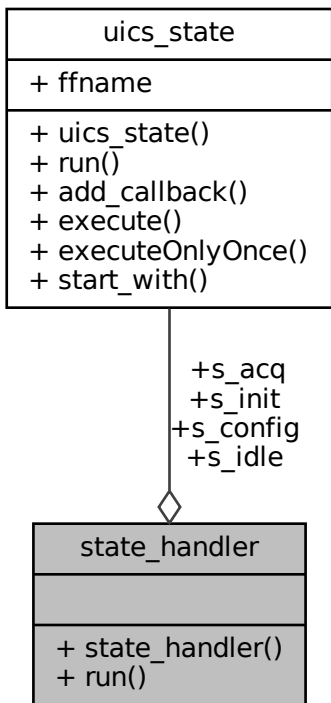 uics_state
+ ffname
+ uics_state()
+ run()
+ add_callback()
+ execute()
+ executeOnlyOnce()
+ start_with()
+s_acq
+s_init
+s_config
+s_idle
state_handler
+ state_handler()
+ run()